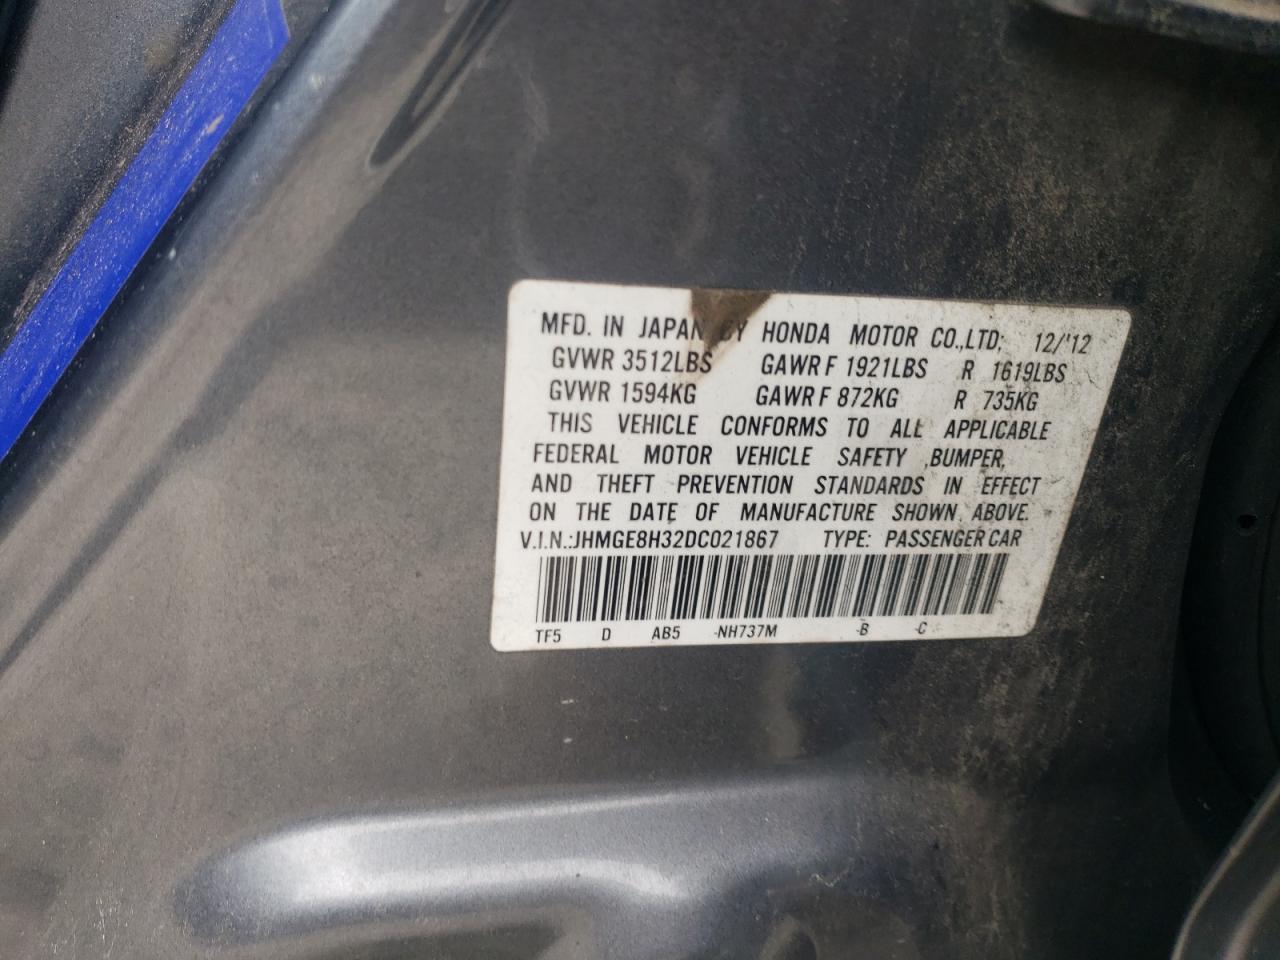 MFD. IN JAPAN BY HONDA MOTOR CO.,LTD; 12/'12
GVWR 3512LBS GAWR F 1921LBS R 1619LBS
GVWR 1594KG GAWR F 872KG R 735KG
THIS VEHICLE CONFORMS TO ALL APPLICABLE
FEDERAL MOTOR VEHICLE SAFETY ,BUMPER,
AND THEFT PREVENTION STANDARDS IN EFFECT
ON THE DATE OF MANUFACTURE SHOWN ABOVE.
V.I.N.:JHMGE8H32DC021867 TYPE: PASSENGER CAR
TF5 D AB5 -NH737M -B -C